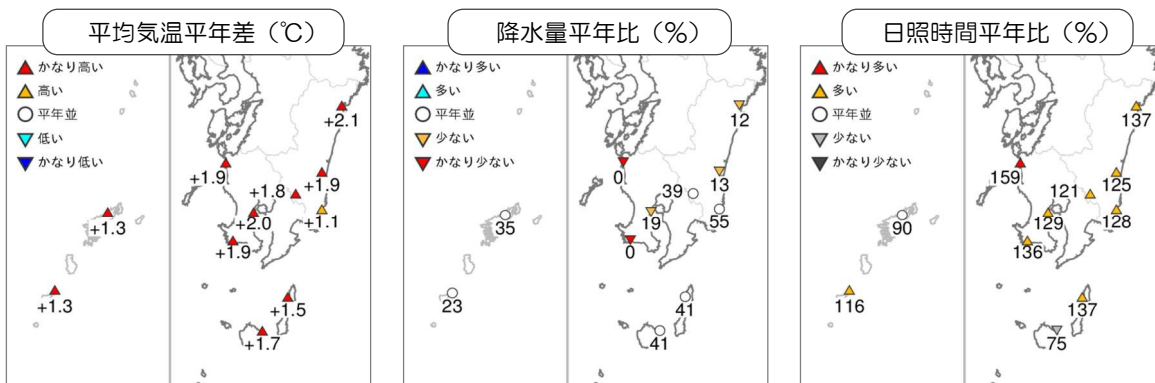 平均気温平年差（℃）
かなり高い
高い
平年並
低い
かなり低い
+2.1
+1.9
+1.8
+1.9
+1.3
+2.0
+1.1
+1.9
+1.3
+1.5
+1.7
降水量平年比（％）
かなり多い
多い
平年並
少ない
かなり少ない
12
0
13
39
35
19
55
0
23
41
41
日照時間平年比（％）
かなり多い
多い
平年並
少ない
かなり少ない
137
159
125
121
90
129
128
136
116
137
75